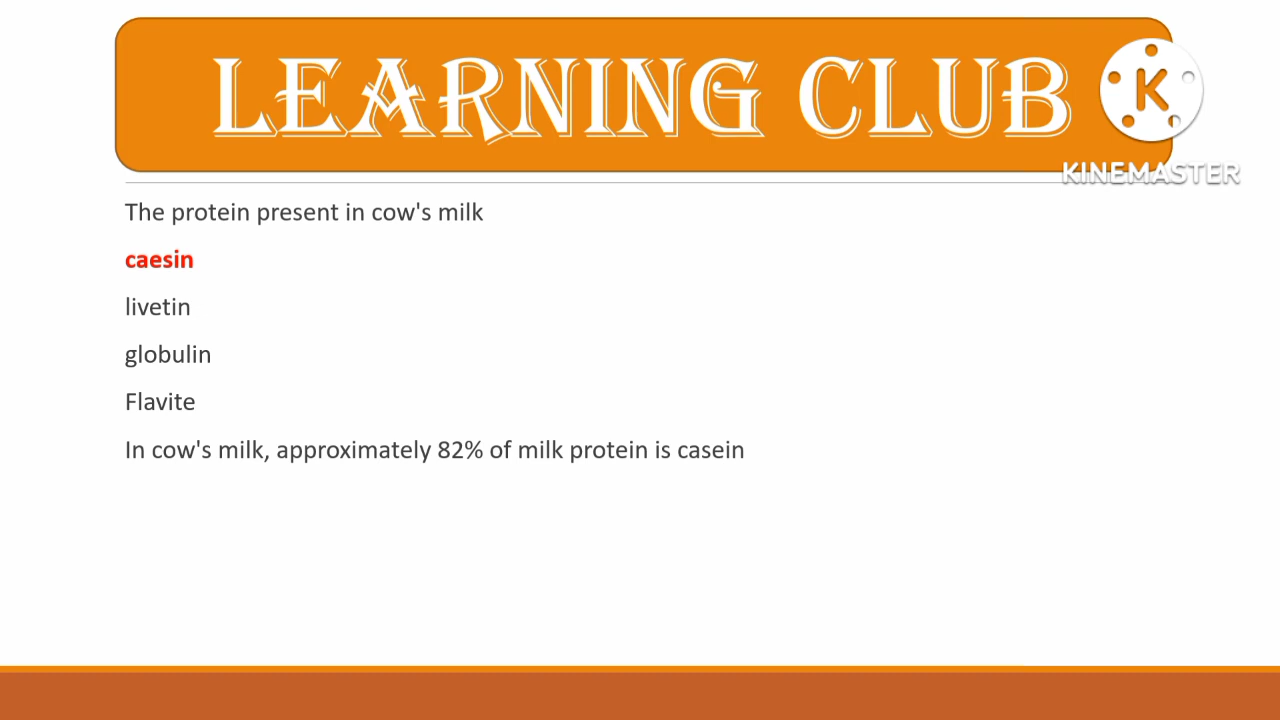 LEARNING CLUB
K
KINEMASTER
The protein present in cow's milk
caesin
livetin
globulin
Flavite
In cow's milk, approximately 82% of milk protein is casein